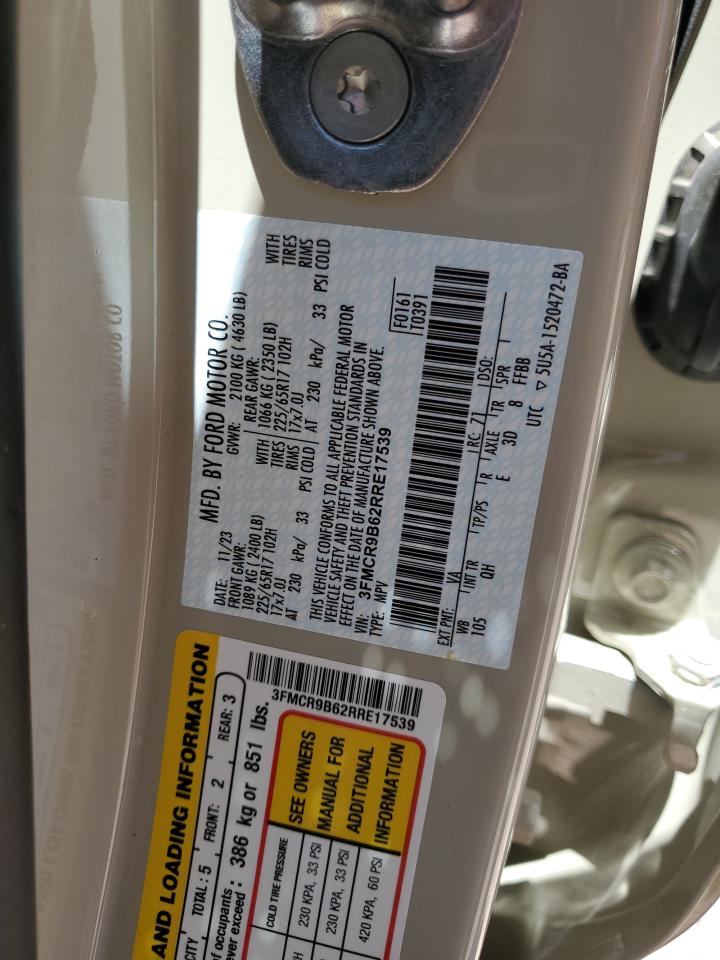 MFD. BY FORD MOTOR CO.
DATE: 11/23 GVWR: 2100 KG ( 4630 LB)
FRONT GAWR: REAR GAWR:
1089 KG ( 2400 LB) 1066 KG ( 2350 LB) WITH
225/65R17 102H TIRES 225/65R17 102H TIRES
17x7.0J RIMS 17x7.0J RIMS
AT 230 kPa/ 33 PSI COLD AT 230 kPa/ 33 PSI COLD
THIS VEHICLE CONFORMS TO ALL APPLICABLE FEDERAL MOTOR
VEHICLE SAFETY AND THEFT PREVENTION STANDARDS IN
EFFECT ON THE DATE OF MANUFACTURE SHOWN ABOVE.
VIN: 3FMCR9B62RRE17539
TYPE: MPV
F0161
T0391
EXT PNT: VA RC: 71 DSO:
WB INT TR TP/PS R AXLE TR SPR
105 QH E 3D 8 FFBB
UTC ▽ 5U5A-1520472-BA
AND LOADING INFORMATION
TOTAL : 5 FRONT: 2 REAR: 3
of occupants
ever exceed : 386 kg or 851 lbs.
3FMCR9B62RRE17539
COLD TIRE PRESSURE
230 KPA, 33 PSI
230 KPA, 33 PSI
420 KPA, 60 PSI
SEE OWNERS
MANUAL FOR
ADDITIONAL
INFORMATION